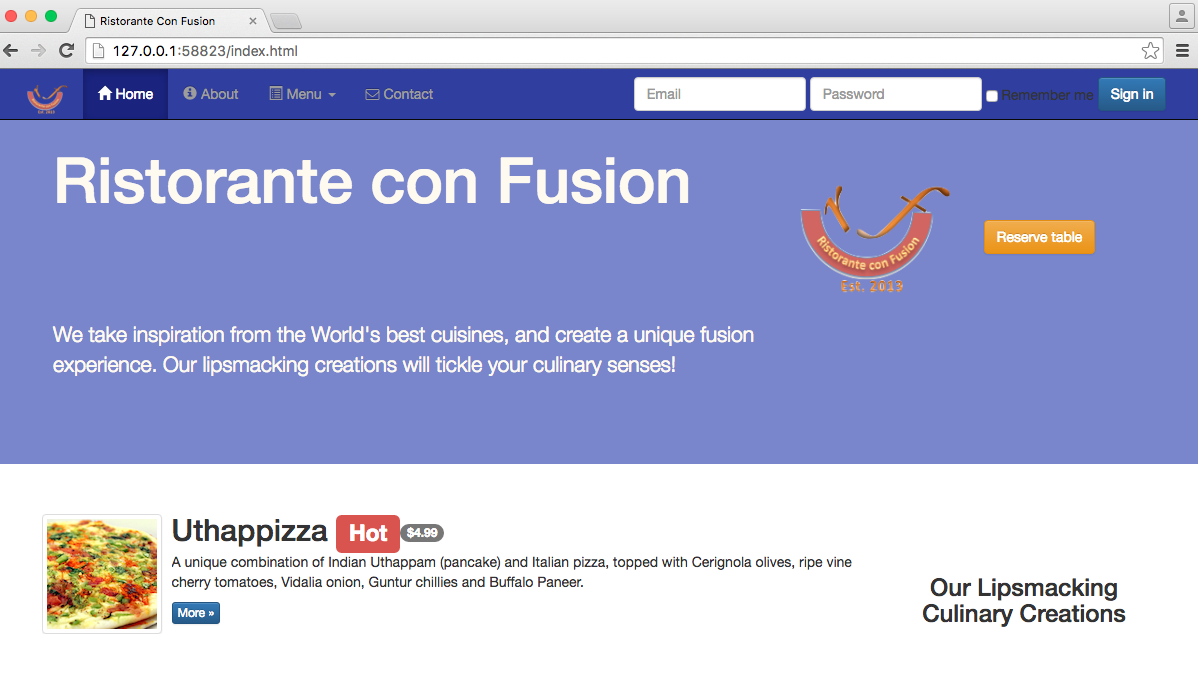 Ristorante Con Fusion
127.0.0.1:58823/index.html
Home About Menu Contact Email Password Remember me Sign in
Ristorante con Fusion
Ristorante con Fusion
Est. 2013
Reserve table
We take inspiration from the World's best cuisines, and create a unique fusion
experience. Our lipsmacking creations will tickle your culinary senses!
Uthappizza Hot $4.99
A unique combination of Indian Uthappam (pancake) and Italian pizza, topped with Cerignola olives, ripe vine
cherry tomatoes, Vidalia onion, Guntur chillies and Buffalo Paneer.
More »
Our Lipsmacking
Culinary Creations